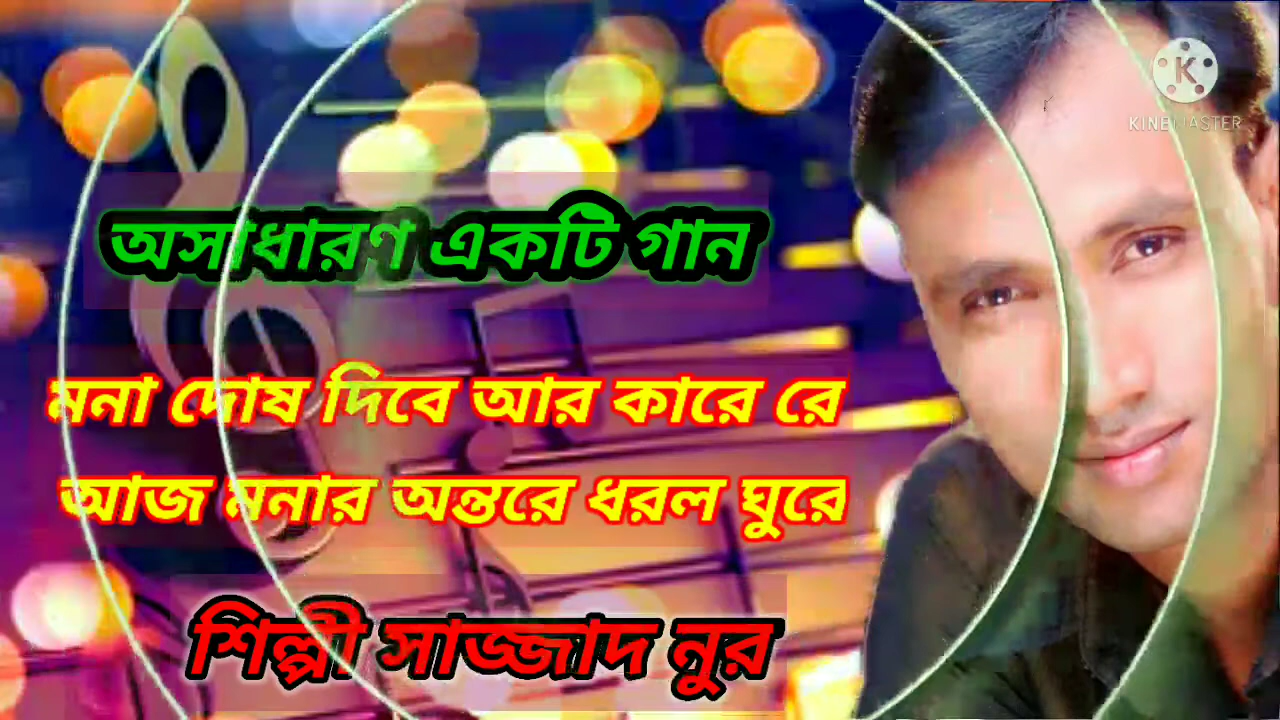 অসাধারণ একটি গান
মনা দোষ দিবে আর কারে রে
আজ মনার অন্তরে ধরল ঘুরে
শিল্পী সাজ্জাদ নুর
K
KINEMASTER